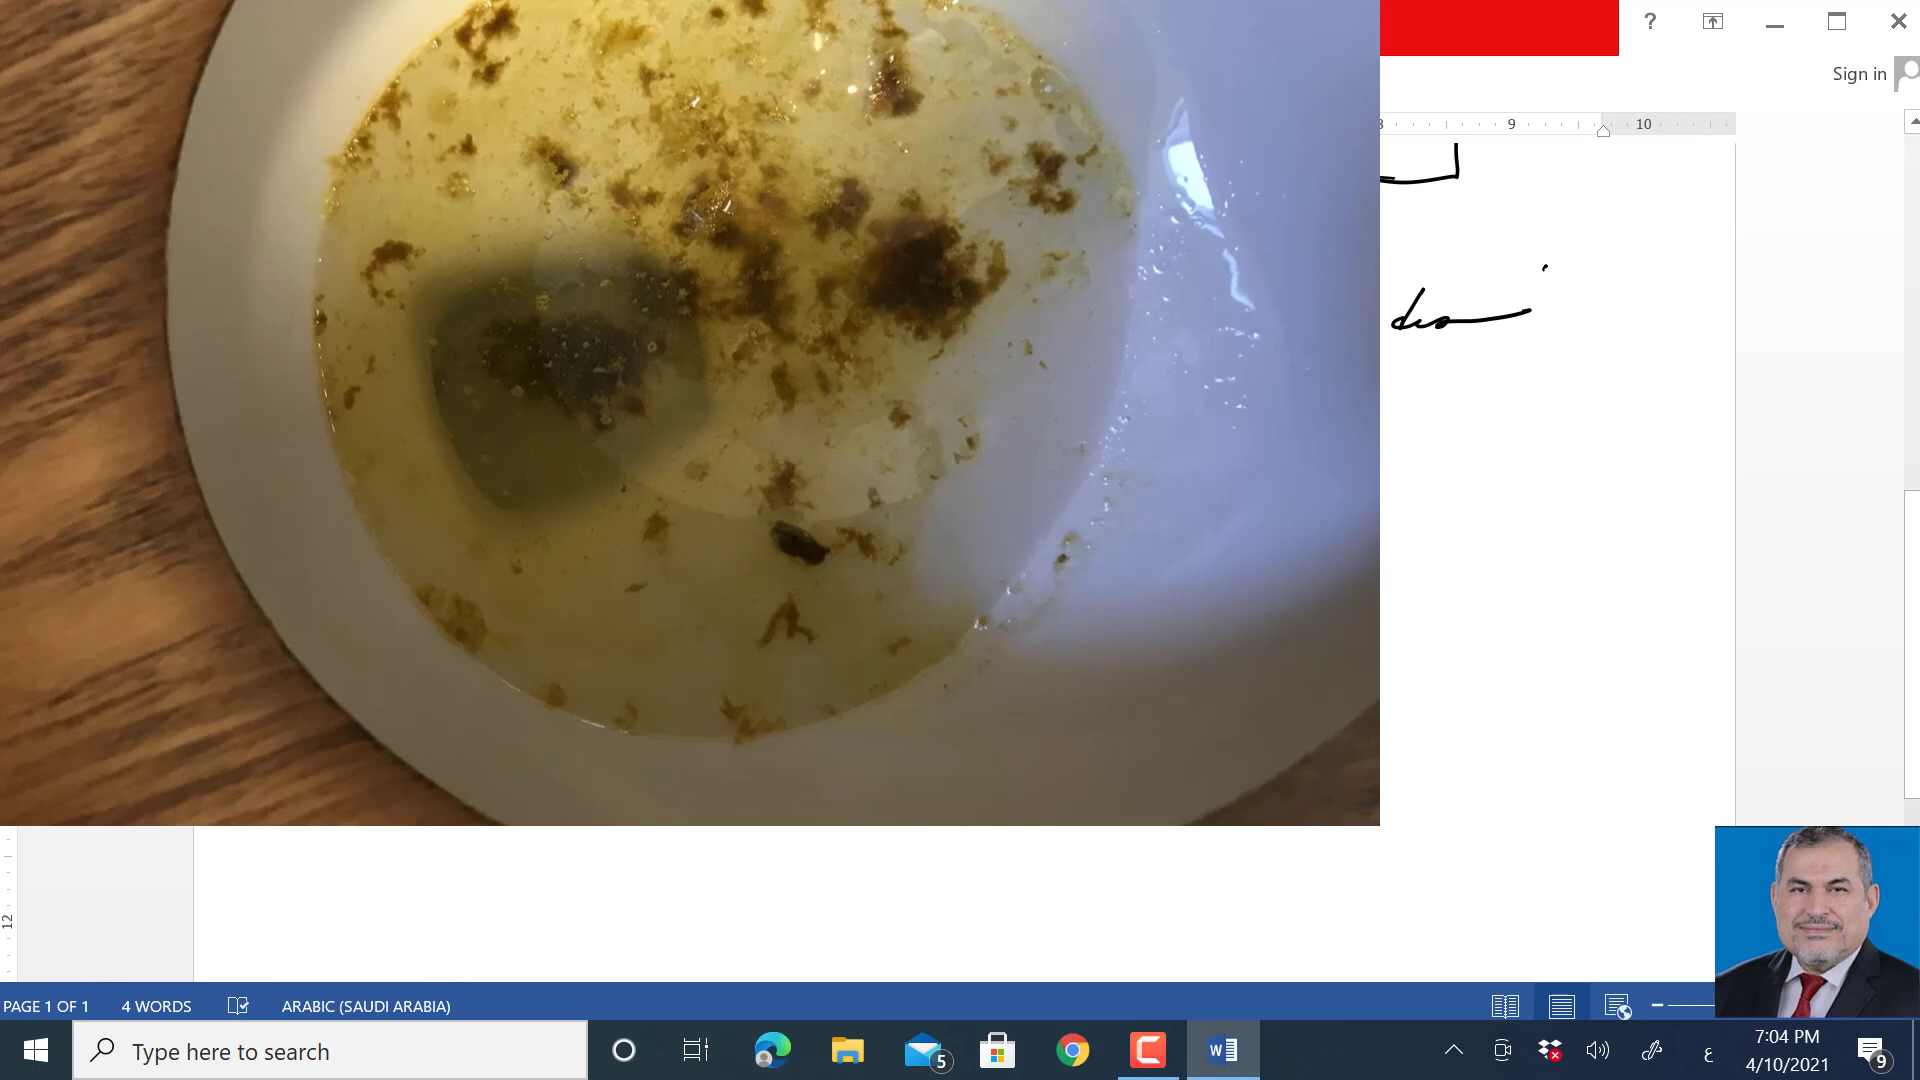 ?
Sign in
8 9 10
12
PAGE 1 OF 1 4 WORDS ARABIC (SAUDI ARABIA)
Type here to search
5
W
ع
7:04 PM
4/10/2021
9